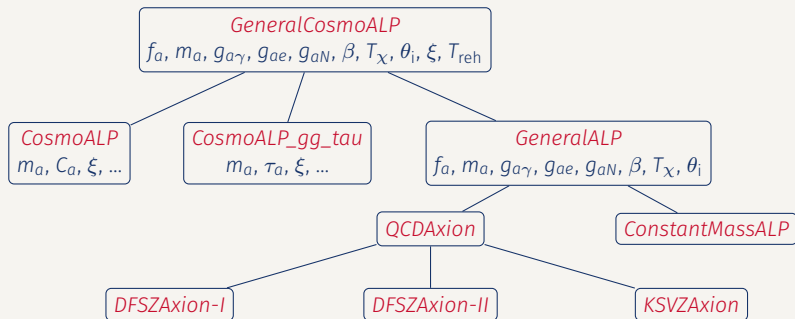 GeneralCosmoALP
fₐ, mₐ, gₐᵧ, gₐₑ, gₐN, β, Tᵪ, θᵢ, ξ, Tᵣₑₕ
CosmoALP
mₐ, Cₐ, ξ, ...
CosmoALP_gg_tau
mₐ, τₐ, ξ, ...
GeneralALP
fₐ, mₐ, gₐᵧ, gₐₑ, gₐN, β, Tᵪ, θᵢ
QCDAxion
ConstantMassALP
DFSZAxion-I
DFSZAxion-II
KSVZAxion